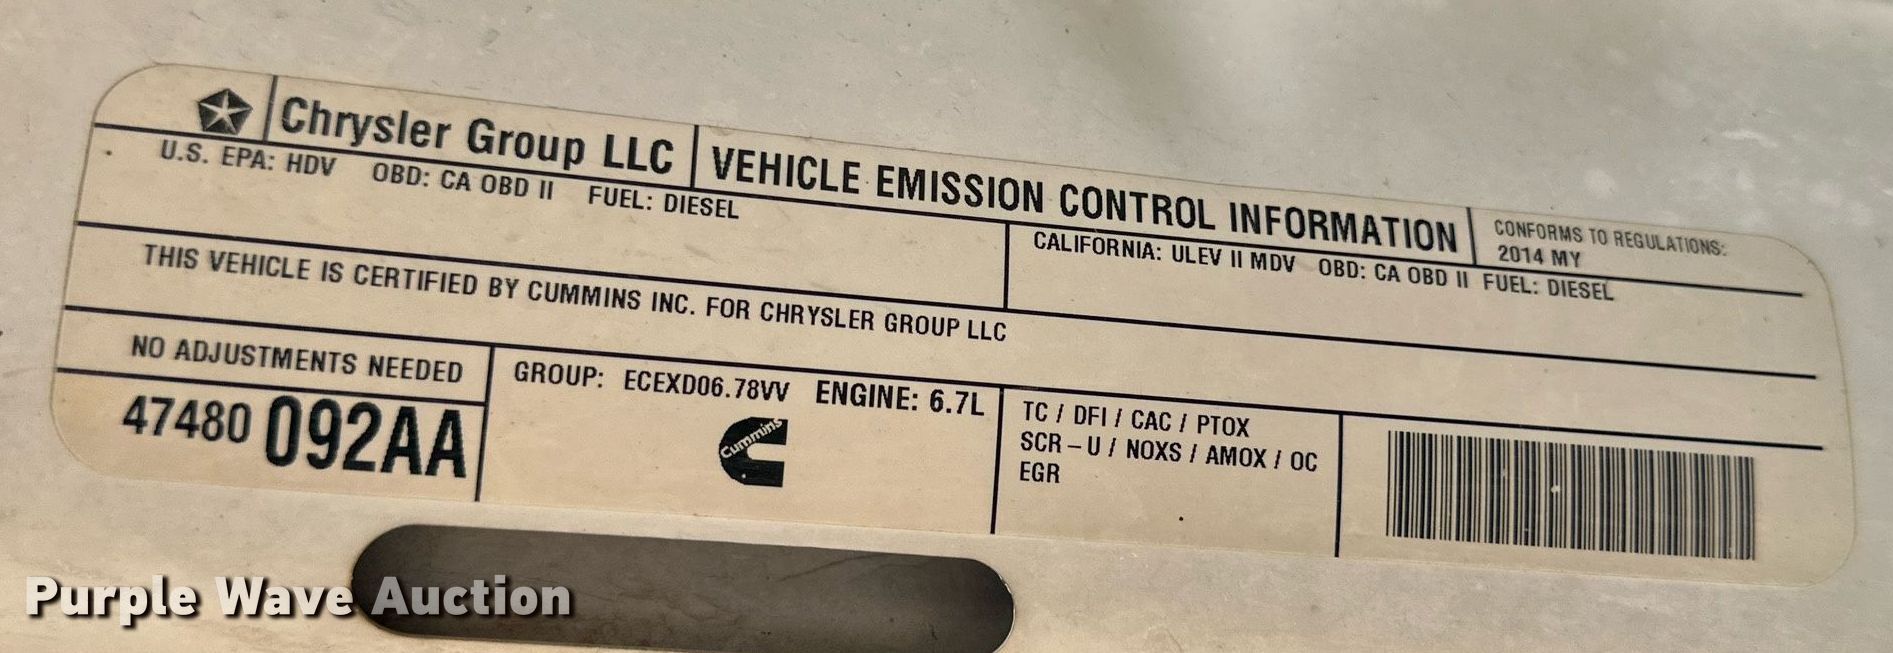 Chrysler Group LLC
VEHICLE EMISSION CONTROL INFORMATION
CONFORMS TO REGULATIONS:
2014 MY
U.S. EPA: HDV OBD: CA OBD II FUEL: DIESEL
CALIFORNIA: ULEV II MDV OBD: CA OBD II FUEL: DIESEL
THIS VEHICLE IS CERTIFIED BY CUMMINS INC. FOR CHRYSLER GROUP LLC
NO ADJUSTMENTS NEEDED
47480 092AA
GROUP: ECEXD06.78VV ENGINE: 6.7L
Cummins
TC / DFI / CAC / PTOX
SCR – U / NOXS / AMOX / OC
EGR
Purple Wave Auction